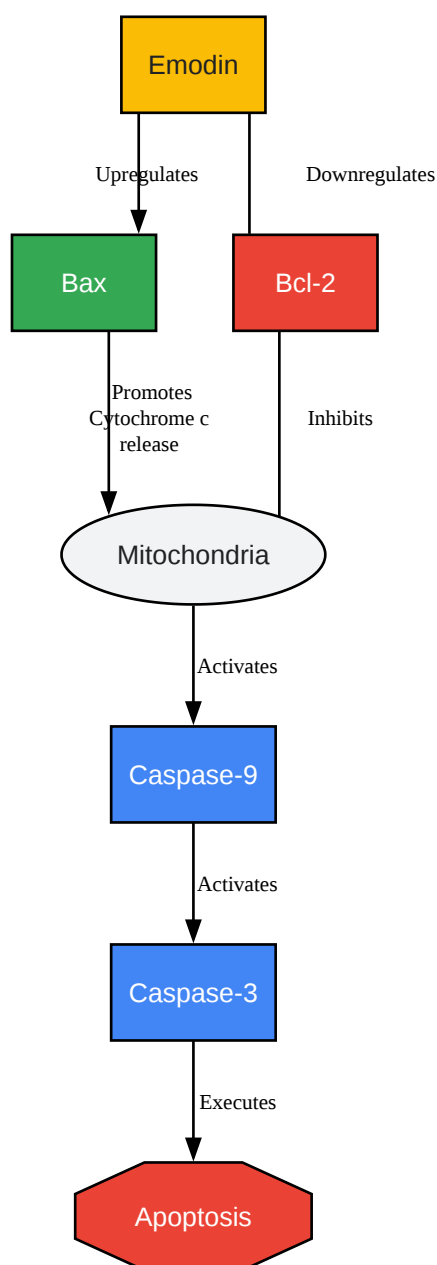 Emodin
Upregulates
Downregulates
Bax
Bcl-2
Promotes
Cytochrome c
release
Inhibits
Mitochondria
Activates
Caspase-9
Activates
Caspase-3
Executes
Apoptosis